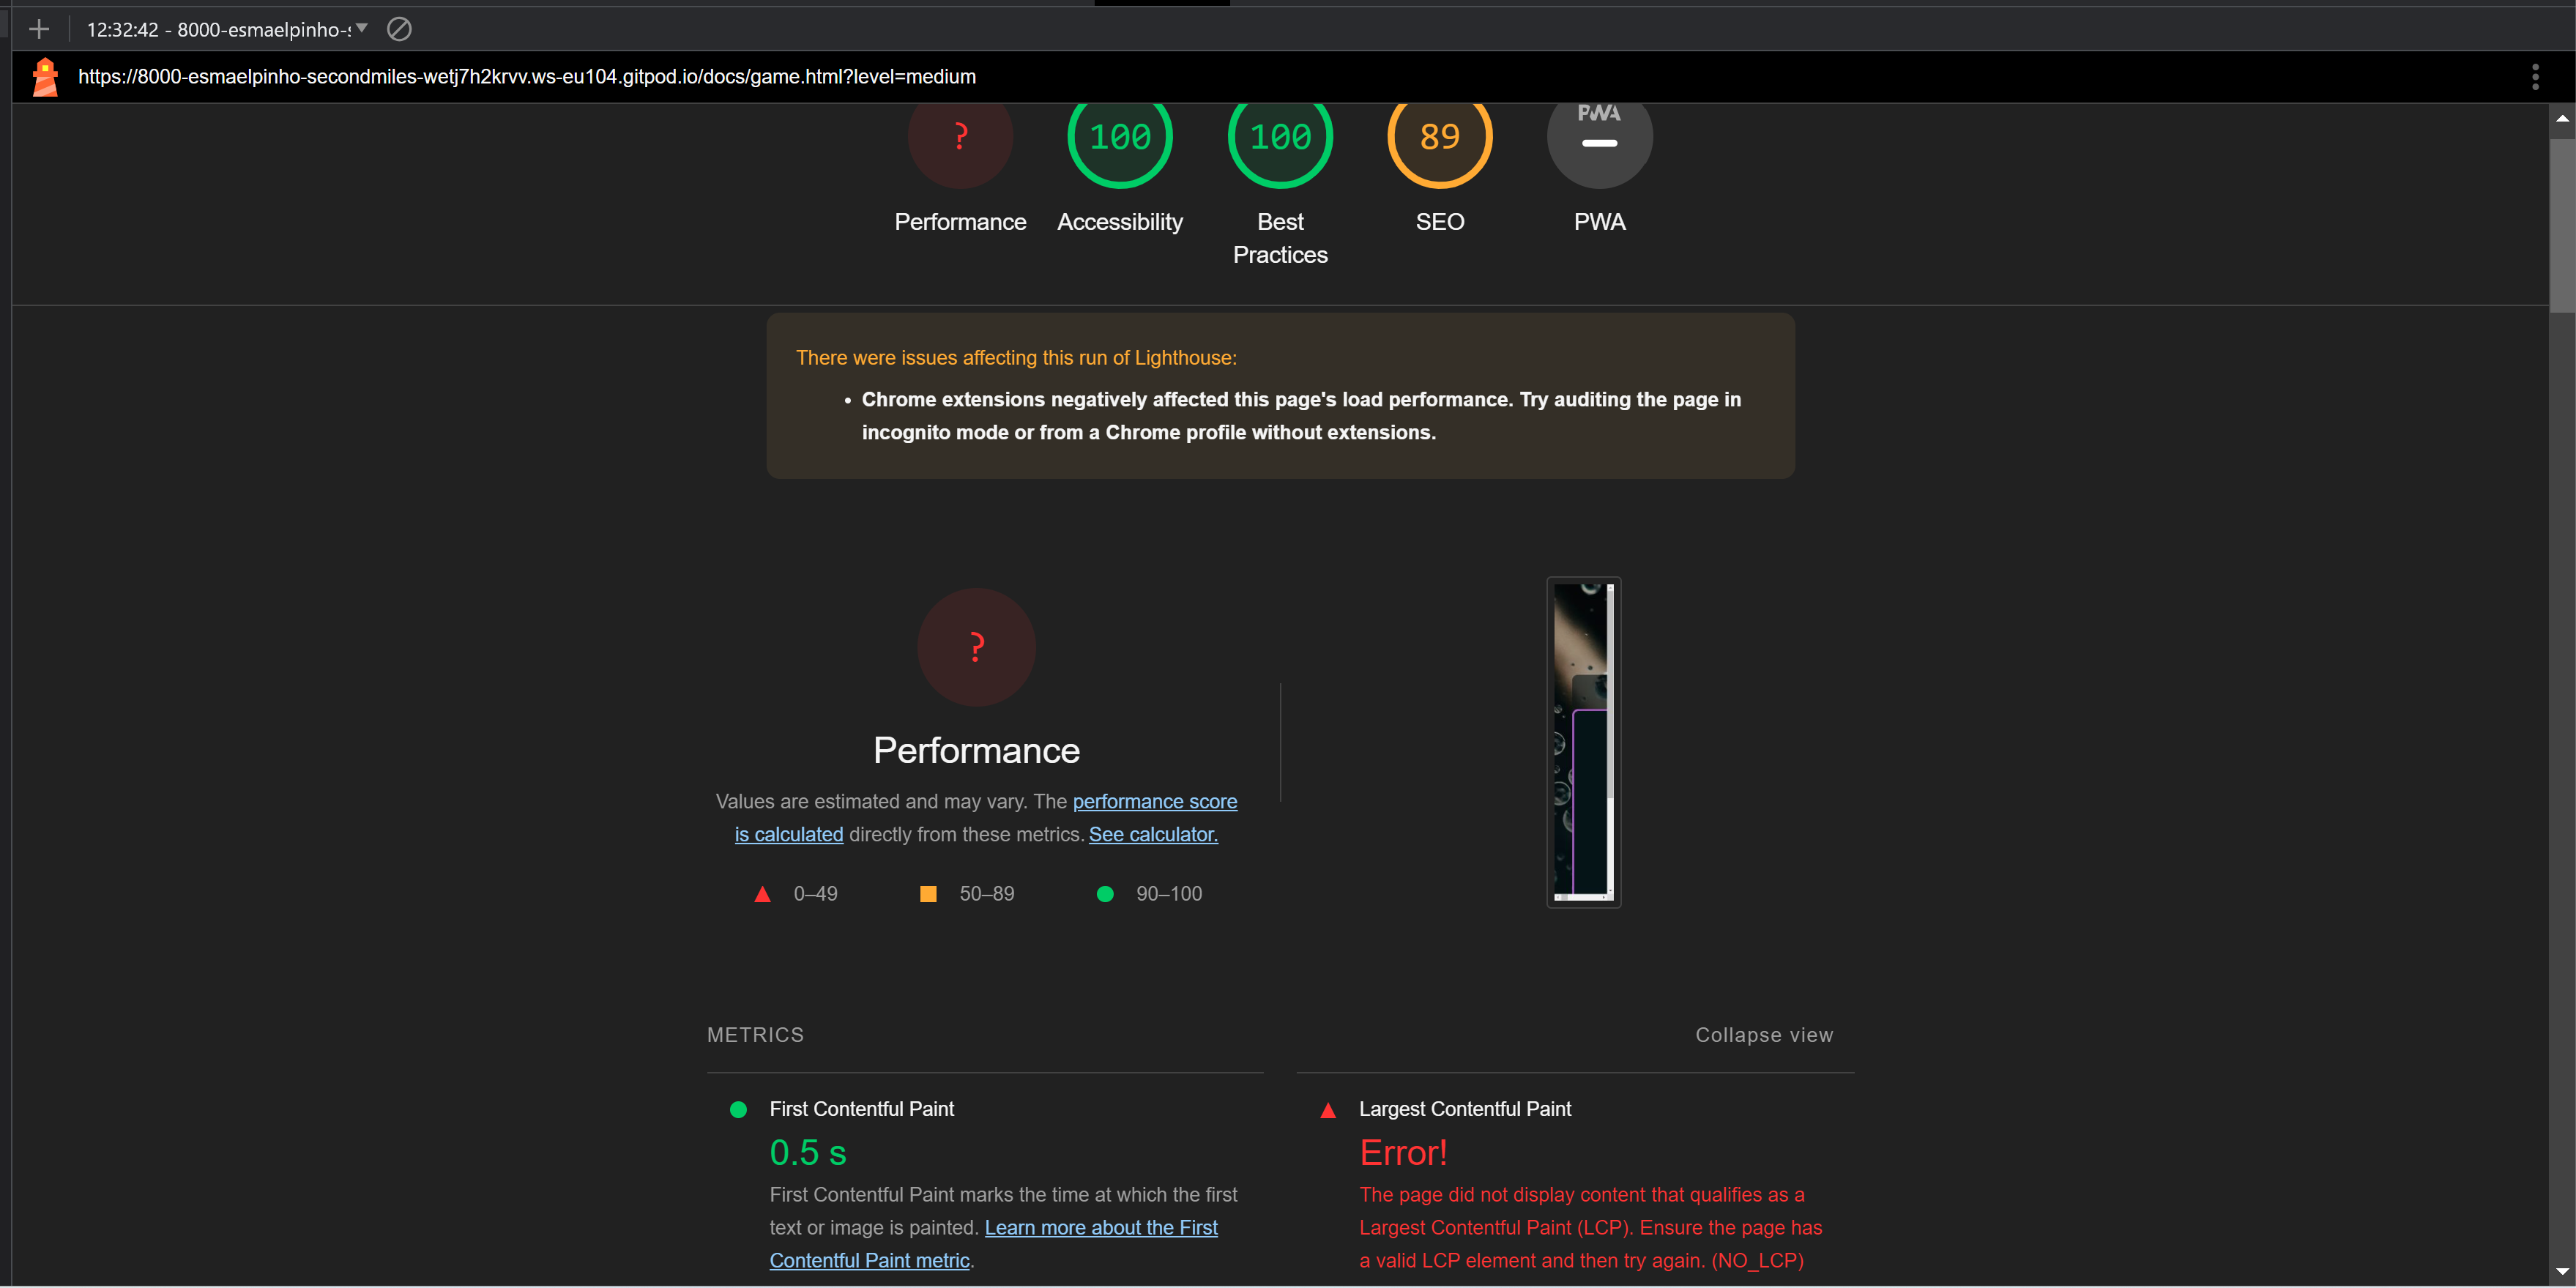 12:32:42 - 8000-esmaelpinho-s
https://8000-esmaelpinho-secondmiles-wetj7h2krvv.ws-eu104.gitpod.io/docs/game.html?level=medium
? 100 100 89 PWA
Performance Accessibility Best Practices SEO PWA
There were issues affecting this run of Lighthouse:
• Chrome extensions negatively affected this page's load performance. Try auditing the page in
incognito mode or from a Chrome profile without extensions.
?
Performance
Values are estimated and may vary. The performance score
is calculated directly from these metrics. See calculator.
0–49 50–89 90–100
METRICS
Collapse view
First Contentful Paint
0.5 s
First Contentful Paint marks the time at which the first
text or image is painted. Learn more about the First
Contentful Paint metric.
Largest Contentful Paint
Error!
The page did not display content that qualifies as a
Largest Contentful Paint (LCP). Ensure the page has
a valid LCP element and then try again. (NO_LCP)